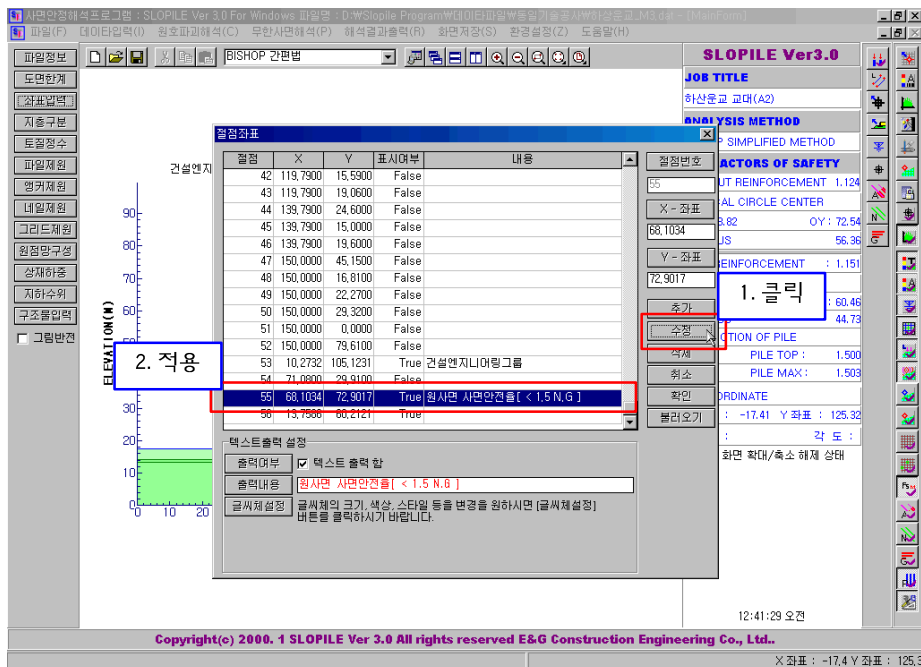 사면안정해석프로그램 : SLOPILE Ver 3.0 For Windows 파일명 : D:\Slopile Program\데이타파일\동일기술공사\하산운교_M3.dat - [MainForm]
파일(F) 데이타입력(I) 원호파괴해석(C) 무한사면해석(P) 해석결과출력(R) 화면저장(S) 환경설정(Z) 도움말(H)
파일정보
도면한계
좌표입력
지층구분
토질정수
파일제원
앵커제원
네일제원
그리드제원
원점망구성
상재하중
지하수위
구조물입력
그림반전
BISHOP 간편법
건설엔지
ELEVATION(M)
90
80
70
60
30
20
10
0
0 10 20
절점좌표
절점 X Y 표시여부 내용
42 119,7900 15,5900 False
43 119,7900 19,0600 False
44 139,7900 24,6000 False
45 139,7900 15,0000 False
46 139,7900 19,6000 False
47 150,0000 45,1500 False
48 150,0000 16,8100 False
49 150,0000 22,2700 False
50 150,0000 29,3200 False
51 150,0000 0,0000 False
52 150,0000 79,6100 False
53 10,2732 105,1231 True 건설엔지니어링그룹
54 71,0800 29,9100 False
55 68,1034 72,9017 True 원사면 사면안전율[ < 1,5 N,G ]
56 13,7568 60,2121 True
절점번호
55
X - 좌표
68,1034
Y - 좌표
72,9017
추가
수정
삭제
취소
확인
불러오기
텍스트출력 설정
출력여부 텍스트 출력 함
출력내용 원사면 사면안전율[ < 1.5 N.G ]
글씨체설정 글씨체의 크기, 색상, 스타일 등을 변경을 원하시면 [글씨체설정]
버튼를 클릭하시기 바랍니다.
1. 클릭
2. 적용
SLOPILE Ver3.0
JOB TITLE
하산운교 교대(A2)
ANALYSIS METHOD
P SIMPLIFIED METHOD
ACTORS OF SAFETY
UT REINFORCEMENT 1.124
AL CIRCLE CENTER
3.82 OY: 72.54
US 56.36
EINFORCEMENT : 1.151
: 60.46
44.73
CTION OF PILE
PILE TOP : 1.500
PILE MAX : 1.503
ORDINATE
: -17.41 Y 좌표 : 125.32
: 각 도 :
화면 확대/축소 해제 상태
12:41:29 오전
Copyright(c) 2000. 1 SLOPILE Ver 3.0 All rights reserved E&G Construction Engineering Co., Ltd..
X 좌표 : -17,4 Y 좌표 : 125,3